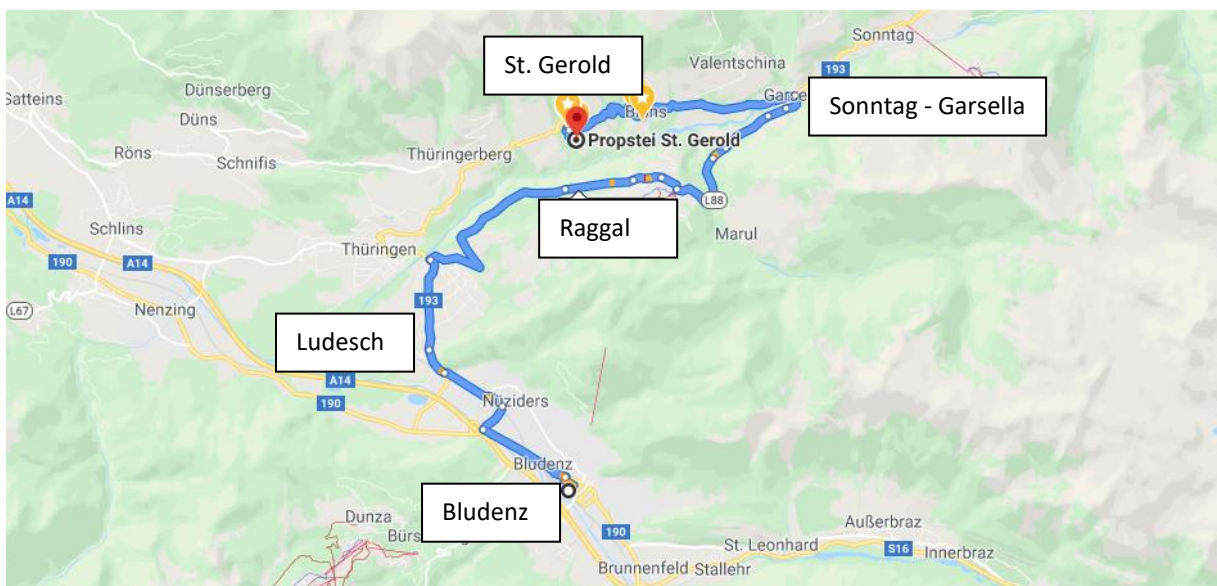 Sonntag
St. Gerold
Valentschina
193
Dünserberg
Garce
Sonntag - Garsella
Satteins
Düns
Propstei St. Gerold
Röns
Schnifis
Thüringerberg
A14
L88
Schlins
Raggal
Marul
Thüringen
190
A14
193
L67
Nenzing
Ludesch
A14
190
Nüziders
Bludenz
Bludenz
Dunza
Bürs
190
Außerbraz
St. Leonhard
S16
Innerbraz
Brunnenfeld
Stallehr